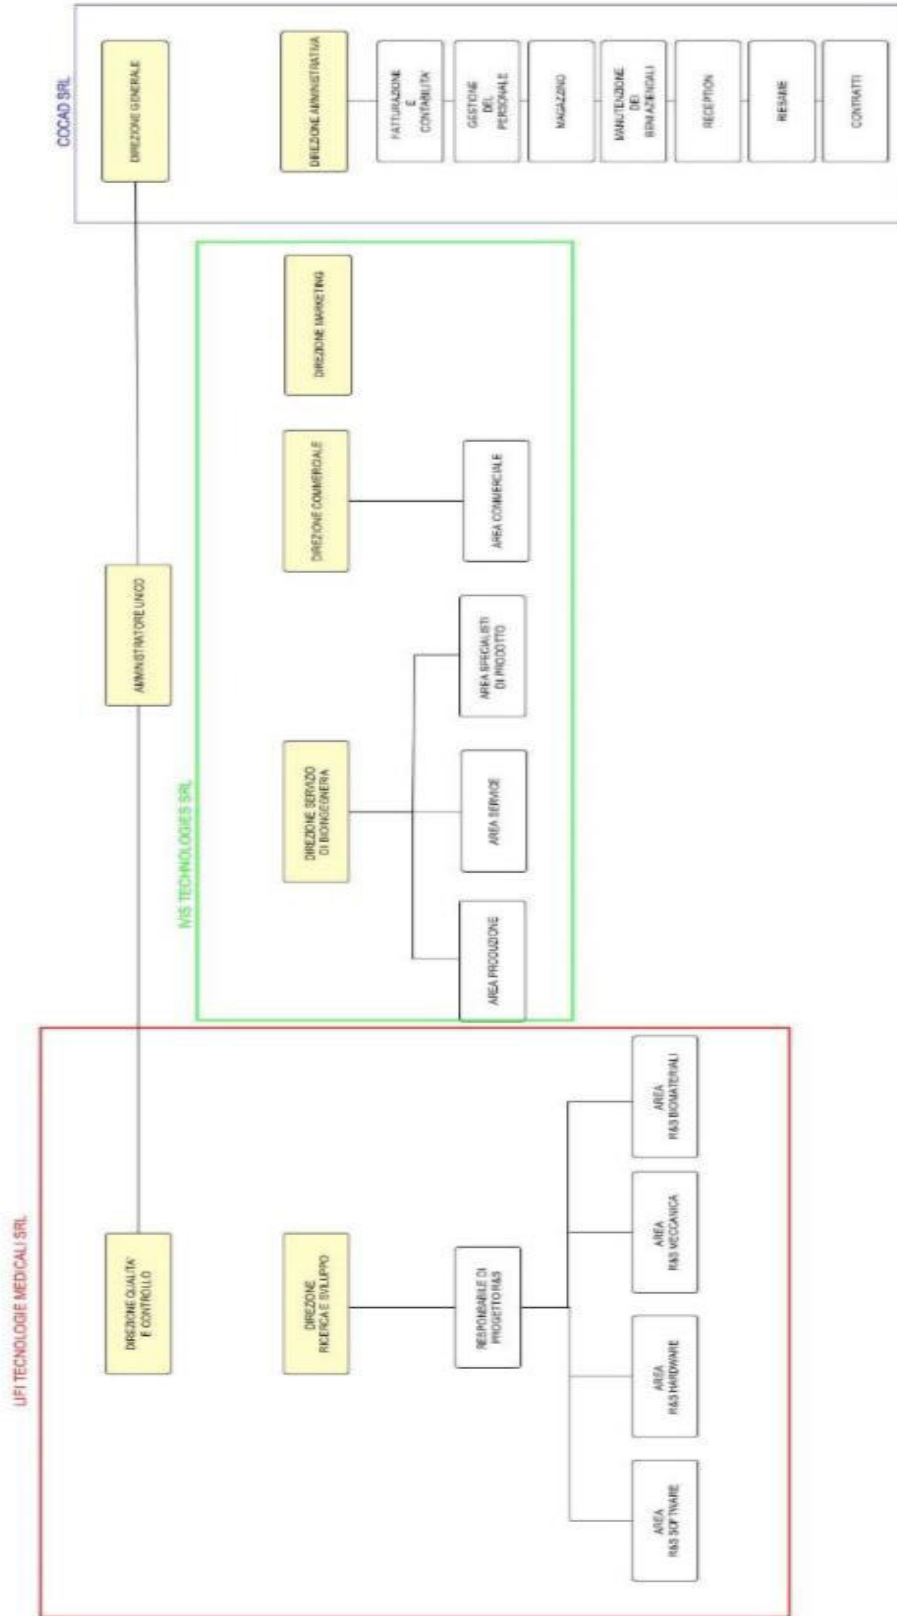 LIFI TECNOLOGIE MEDICALI SRL
DIREZIONE QUALITA'
E CONTROLLO
DIREZIONE
RICERCA E SVILUPPO
RESPONSABILE DI
PROGETTO R&S
AREA
R&S SOFTWARE
AREA
R&S HARDWARE
AREA
R&S MECCANICA
AREA
R&S BIOMATERIALI
AMMINISTRATORE UNICO
IVIS TECHNOLOGIES SRL
DIREZIONE SERVIZIO
DI BIOINGEGNERIA
AREA PRODUZIONE
AREA SERVICE
AREA SPECIALISTI
DI PRODOTTO
DIREZIONE COMMERCIALE
AREA COMMERCIALE
DIREZIONE MARKETING
COCAD SRL
DIREZIONE GENERALE
DIREZIONE AMMINISTRATIVA
FATTURAZIONE
E
CONTABILITA'
GESTIONE
DEL
PERSONALE
MAGAZZINO
MANUTENZIONE
DEI
BENI AZIENDALI
RECEPTION
RIESAME
CONTRATTI